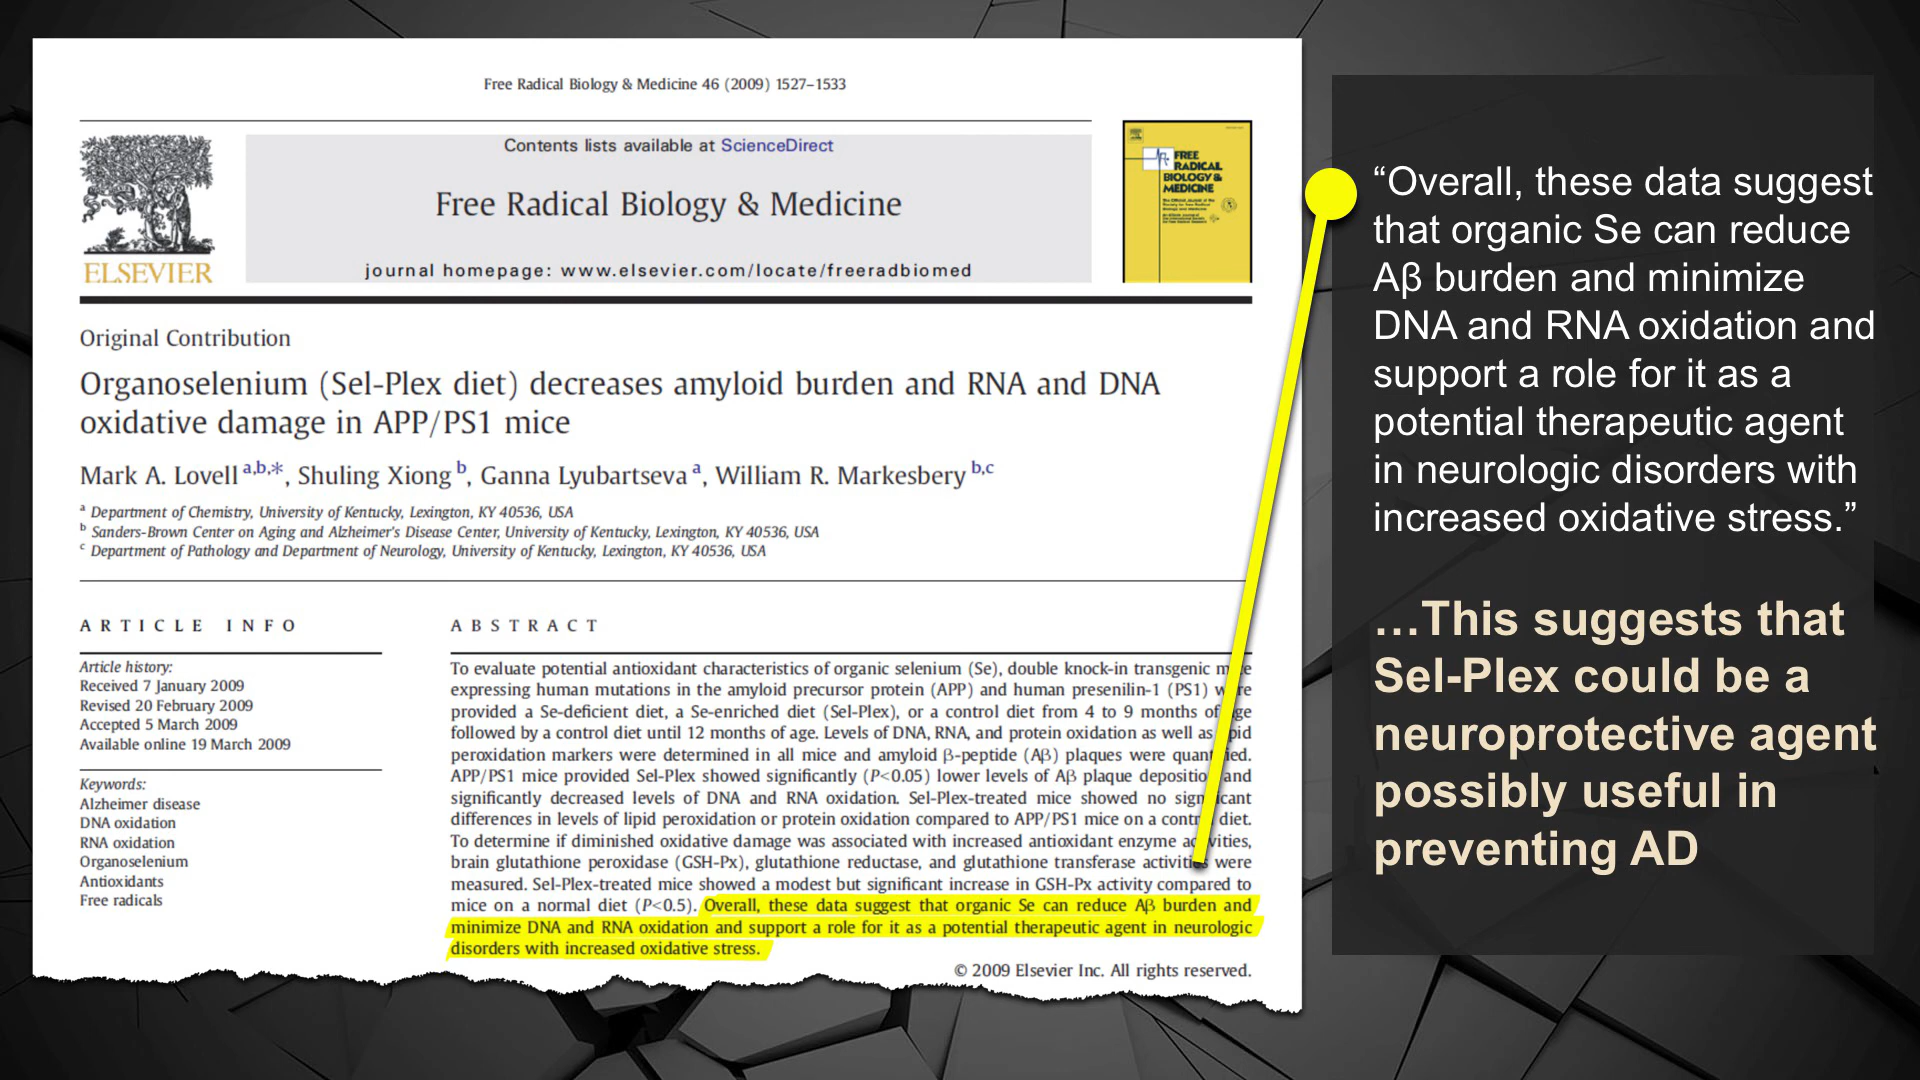 Free Radical Biology & Medicine 46 (2009) 1527–1533
Contents lists available at ScienceDirect
Free Radical Biology & Medicine
journal homepage: www.elsevier.com/locate/freeradbiomed
ELSEVIER
FREE
RADICAL
BIOLOGY &
MEDICINE
Original Contribution
Organoselenium (Sel-Plex diet) decreases amyloid burden and RNA and DNA
oxidative damage in APP/PS1 mice
Mark A. Lovell a,b,*, Shuling Xiong b, Ganna Lyubartseva a, William R. Markesbery b,c
a Department of Chemistry, University of Kentucky, Lexington, KY 40536, USA
b Sanders-Brown Center on Aging and Alzheimer's Disease Center, University of Kentucky, Lexington, KY 40536, USA
c Department of Pathology and Department of Neurology, University of Kentucky, Lexington, KY 40536, USA
ARTICLE INFO
Article history:
Received 7 January 2009
Revised 20 February 2009
Accepted 5 March 2009
Available online 19 March 2009
Keywords:
Alzheimer disease
DNA oxidation
RNA oxidation
Organoselenium
Antioxidants
Free radicals
ABSTRACT
To evaluate potential antioxidant characteristics of organic selenium (Se), double knock-in transgenic mice
expressing human mutations in the amyloid precursor protein (APP) and human presenilin-1 (PS1) were
provided a Se-deficient diet, a Se-enriched diet (Sel-Plex), or a control diet from 4 to 9 months of age
followed by a control diet until 12 months of age. Levels of DNA, RNA, and protein oxidation as well as lipid
peroxidation markers were determined in all mice and amyloid β-peptide (Aβ) plaques were quantified.
APP/PS1 mice provided Sel-Plex showed significantly (P<0.05) lower levels of Aβ plaque deposition and
significantly decreased levels of DNA and RNA oxidation. Sel-Plex-treated mice showed no significant
differences in levels of lipid peroxidation or protein oxidation compared to APP/PS1 mice on a control diet.
To determine if diminished oxidative damage was associated with increased antioxidant enzyme activities,
brain glutathione peroxidase (GSH-Px), glutathione reductase, and glutathione transferase activities were
measured. Sel-Plex-treated mice showed a modest but significant increase in GSH-Px activity compared to
mice on a normal diet (P<0.5). Overall, these data suggest that organic Se can reduce Aβ burden and
minimize DNA and RNA oxidation and support a role for it as a potential therapeutic agent in neurologic
disorders with increased oxidative stress.
© 2009 Elsevier Inc. All rights reserved.
“Overall, these data suggest
that organic Se can reduce
Aβ burden and minimize
DNA and RNA oxidation and
support a role for it as a
potential therapeutic agent
in neurologic disorders with
increased oxidative stress.”
…This suggests that
Sel-Plex could be a
neuroprotective agent
possibly useful in
preventing AD